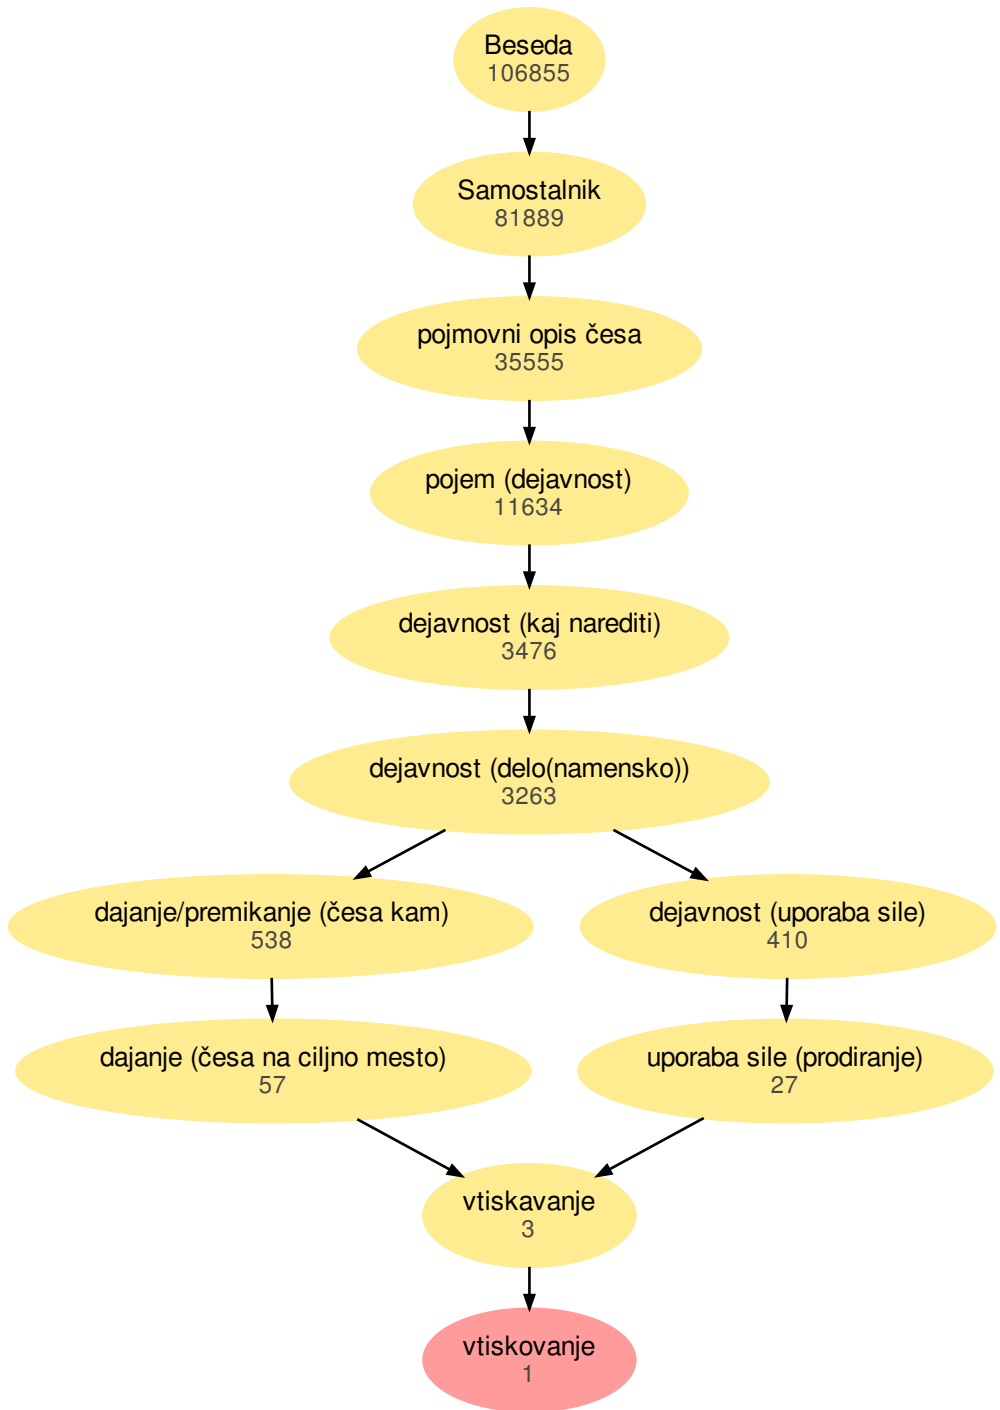 Beseda
106855
Samostalnik
81889
pojmovni opis česa
35555
pojem (dejavnost)
11634
dejavnost (kaj narediti)
3476
dejavnost (delo(namensko))
3263
dajanje/premikanje (česa kam)
538
dejavnost (uporaba sile)
410
dajanje (česa na ciljno mesto)
57
uporaba sile (prodiranje)
27
vtiskavanje
3
vtiskovanje
1